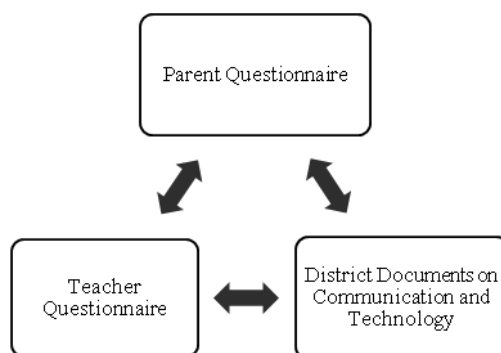 Parent Questionnaire
Teacher
Questionnaire
District Documents on
Communication and
Technology